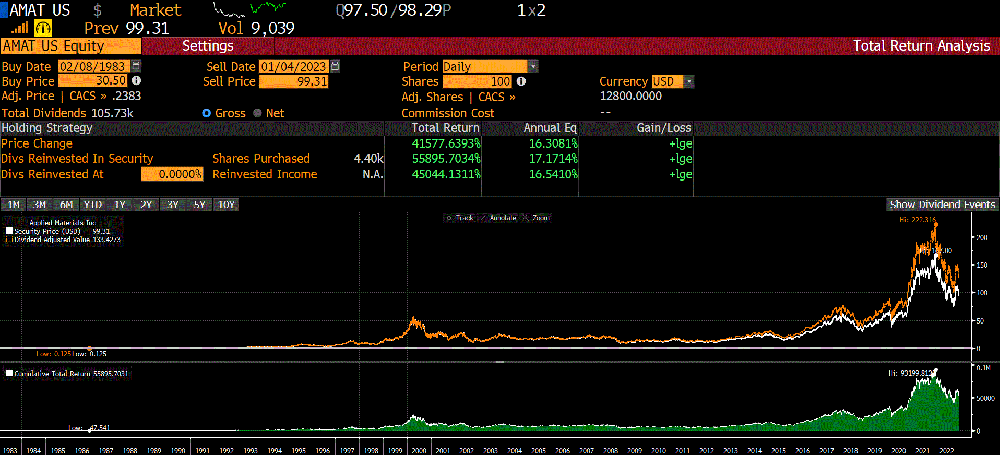 AMAT US $ Market Q97.50/98.29P 1x2
Prev 99.31 Vol 9,039
AMAT US Equity Settings Total Return Analysis
Buy Date 02/08/1983 Sell Date 01/04/2023 Period Daily
Buy Price 30.50 Sell Price 99.31 Shares 100 Currency USD
Adj. Price | CACS » .2383 Adj. Shares | CACS » 12800.0000
Total Dividends 105.73k Gross Net Commission Cost --
Holding Strategy Total Return Annual Eq Gain/Loss
Price Change 41577.6393% 16.3081% +lge
Divs Reinvested In Security Shares Purchased 4.40k 55895.7034% 17.1714% +lge
Divs Reinvested At 0.0000% Reinvested Income N.A. 45044.1311% 16.5410% +lge
1M 3M 6M YTD 1Y 2Y 3Y 5Y 10Y Show Dividend Events
Track Annotate Zoom
Applied Materials Inc
Security Price (USD) 99.31
Dividend Adjusted Value 133.4273
Hi: 222.316
200
Hi: 167.00
150
100
50
0
Low: 0.125 Low: 0.125
Cumulative Total Return 55895.7031
0.1M
Hi: 93199.8125
50000
Low: -47.541
0
1983 1984 1985 1986 1987 1988 1989 1990 1991 1992 1993 1994 1995 1996 1997 1998 1999 2000 2001 2002 2003 2004 2005 2006 2007 2008 2009 2010 2011 2012 2013 2014 2015 2016 2017 2018 2019 2020 2021 2022